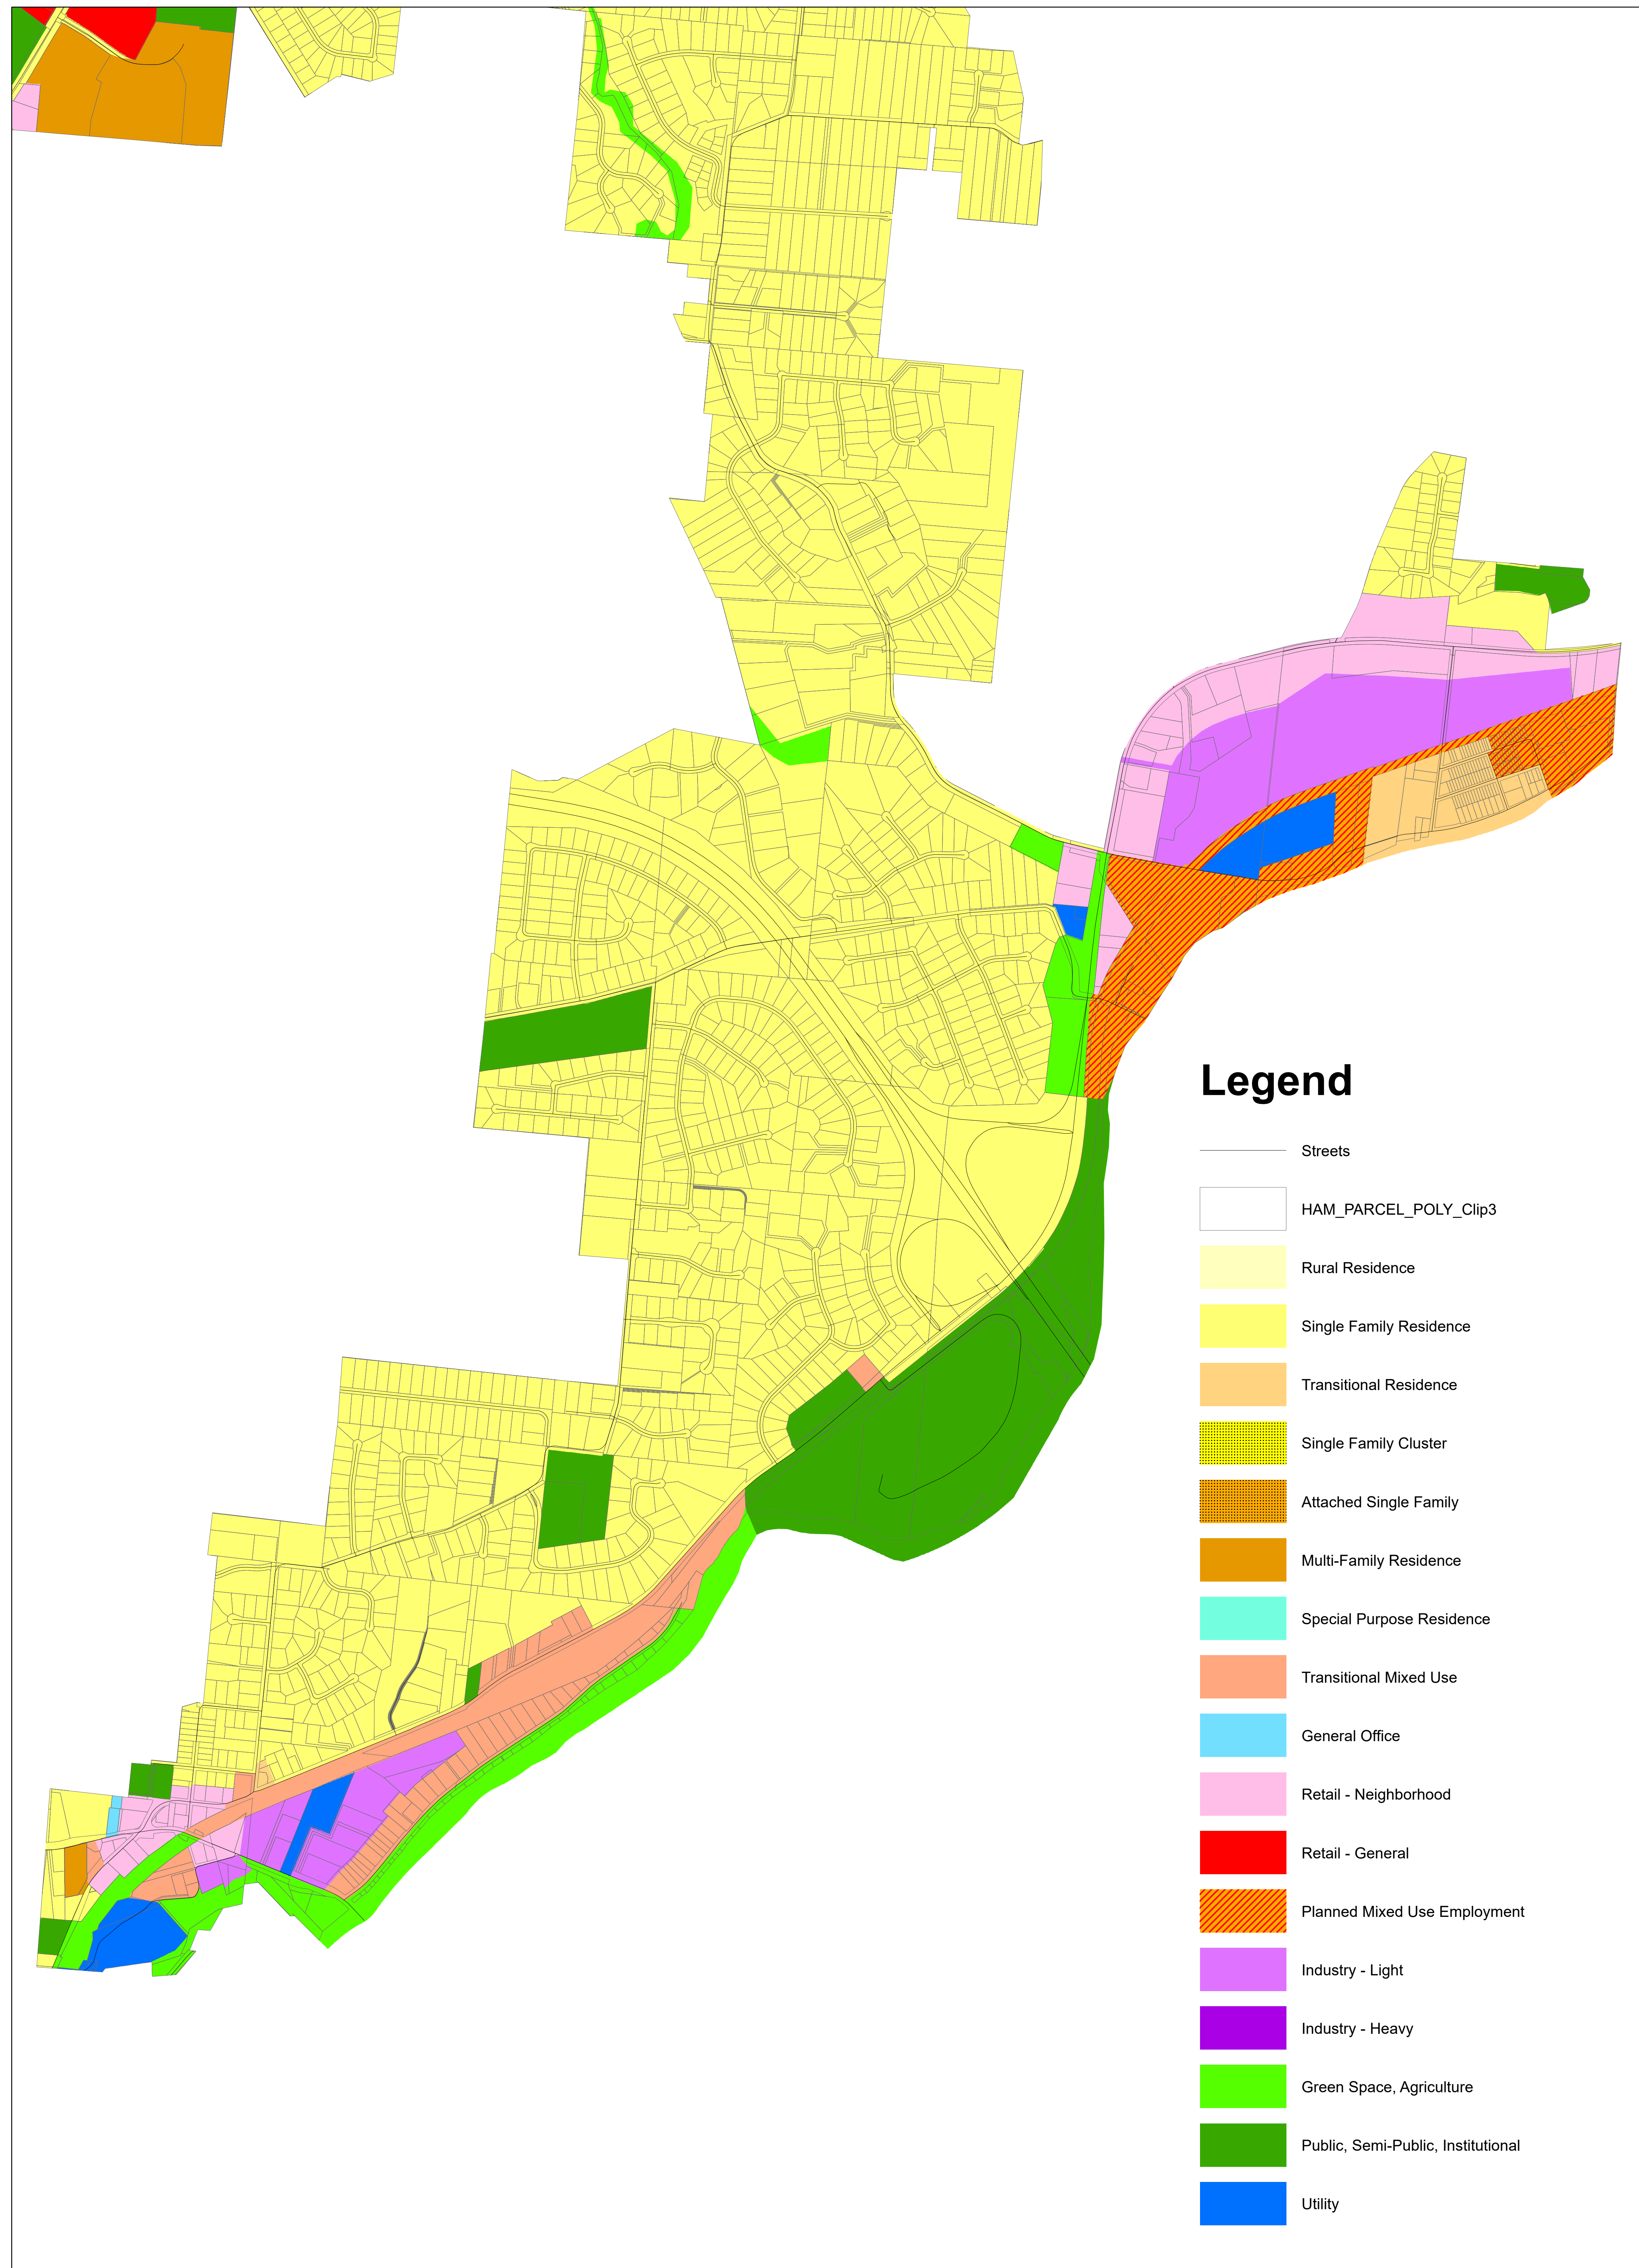 Legend
Streets
HAM_PARCEL_POLY_Clip3
Rural Residence
Single Family Residence
Transitional Residence
Single Family Cluster
Attached Single Family
Multi-Family Residence
Special Purpose Residence
Transitional Mixed Use
General Office
Retail - Neighborhood
Retail - General
Planned Mixed Use Employment
Industry - Light
Industry - Heavy
Green Space, Agriculture
Public, Semi-Public, Institutional
Utility